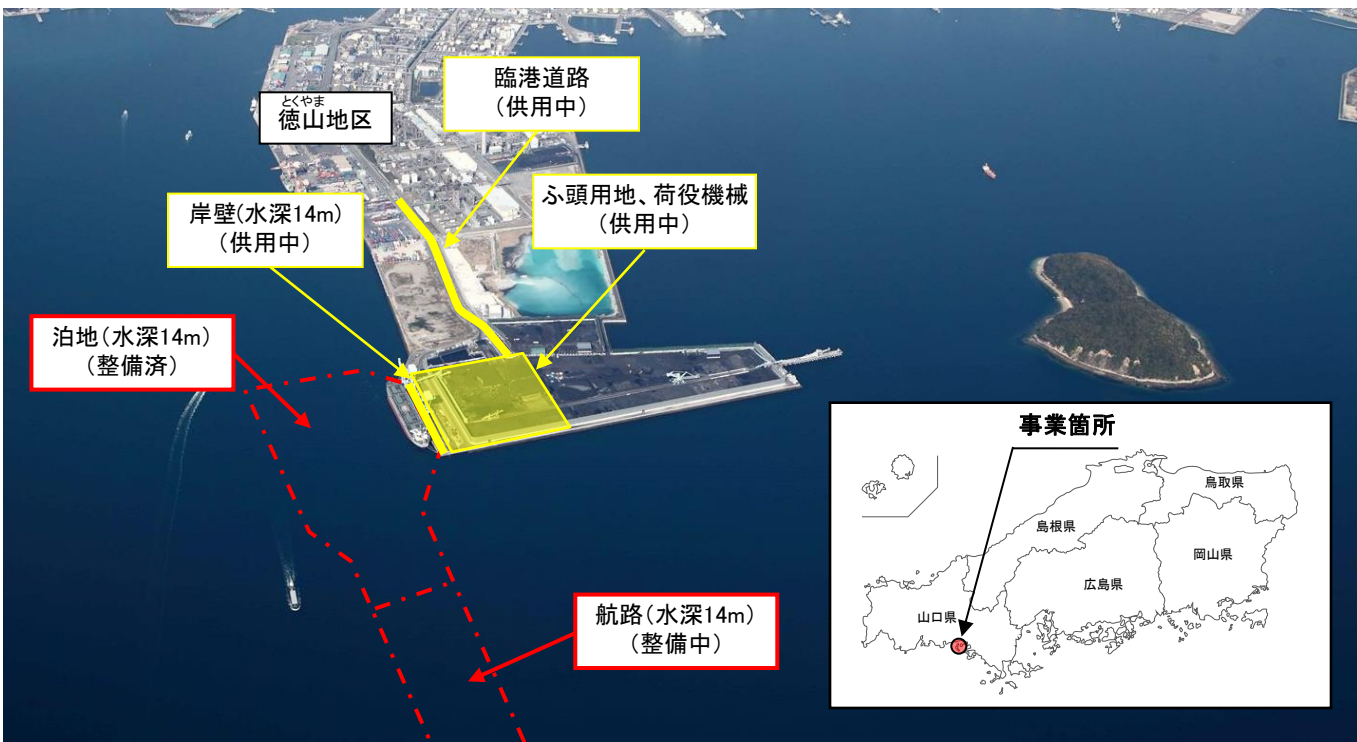 臨港道路
（供用中）
とくやま
徳山地区
岸壁(水深14m)
（供用中）
ふ頭用地、荷役機械
（供用中）
泊地(水深14m)
（整備済）
航路(水深14m)
（整備中）
事業箇所
鳥取県
島根県
岡山県
広島県
山口県